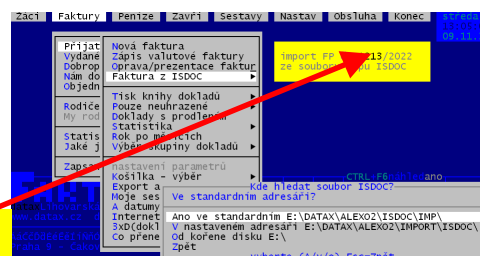 Žáci Faktury Peníze Zavři Sestavy Nastav Obsluha Konec středa
09.11.
Přijat
Vydané
Dobrop
Nám do
Objedn
Rodiče
My rod
Statis
Jaké j
Zapsa
Nová faktura
Zápis valutové faktury
Oprava/prezentace faktur
Faktura z ISDOC
Tisk knihy dokladů
Pouze neuhrazené
Doklady s prodlením
Statistika
Rok po měsících
Výběr skupiny dokladů
nastavení parametrů
Košilka - výběr
Export a
Moje ses
A datumy
Internet
3xD(dokl
Co přene
import FP 213/2022
ze soubor pu ISDOC
CTRL-F6 ano
Kde hledat soubor ISDOC?
Ve standardním adresáři?
Ano ve standardním E:\DATAX\ALEXO2\ISDOC\IMP\
V nastaveném adresáři E:\DATAX\ALEXO2\IMPORT\ISDOC\
Od kořene disku E:\
Zpět